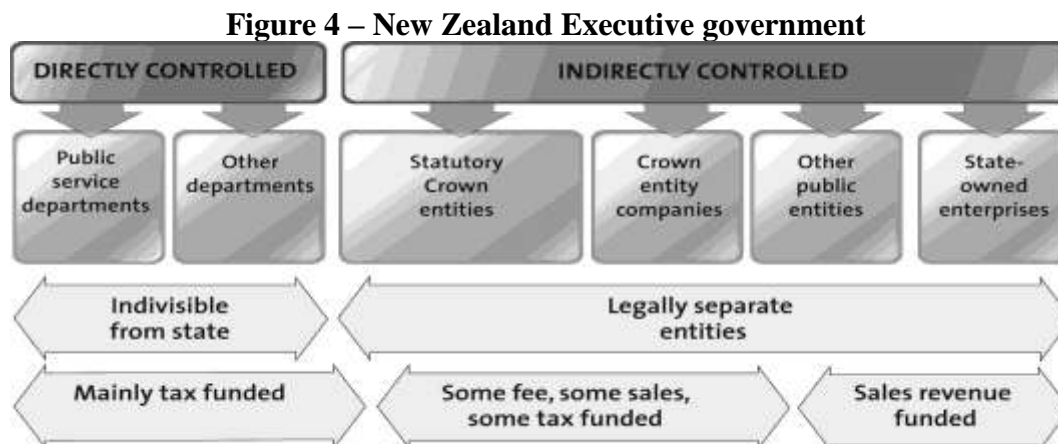 Figure 4 – New Zealand Executive government
DIRECTLY CONTROLLED
INDIRECTLY CONTROLLED
Public
service
departments
Other
departments
Statutory
Crown
entities
Crown
entity
companies
Other
public
entities
State-
owned
enterprises
Indivisible
from state
Legally separate
entities
Mainly tax funded
Some fee, some sales,
some tax funded
Sales revenue
funded